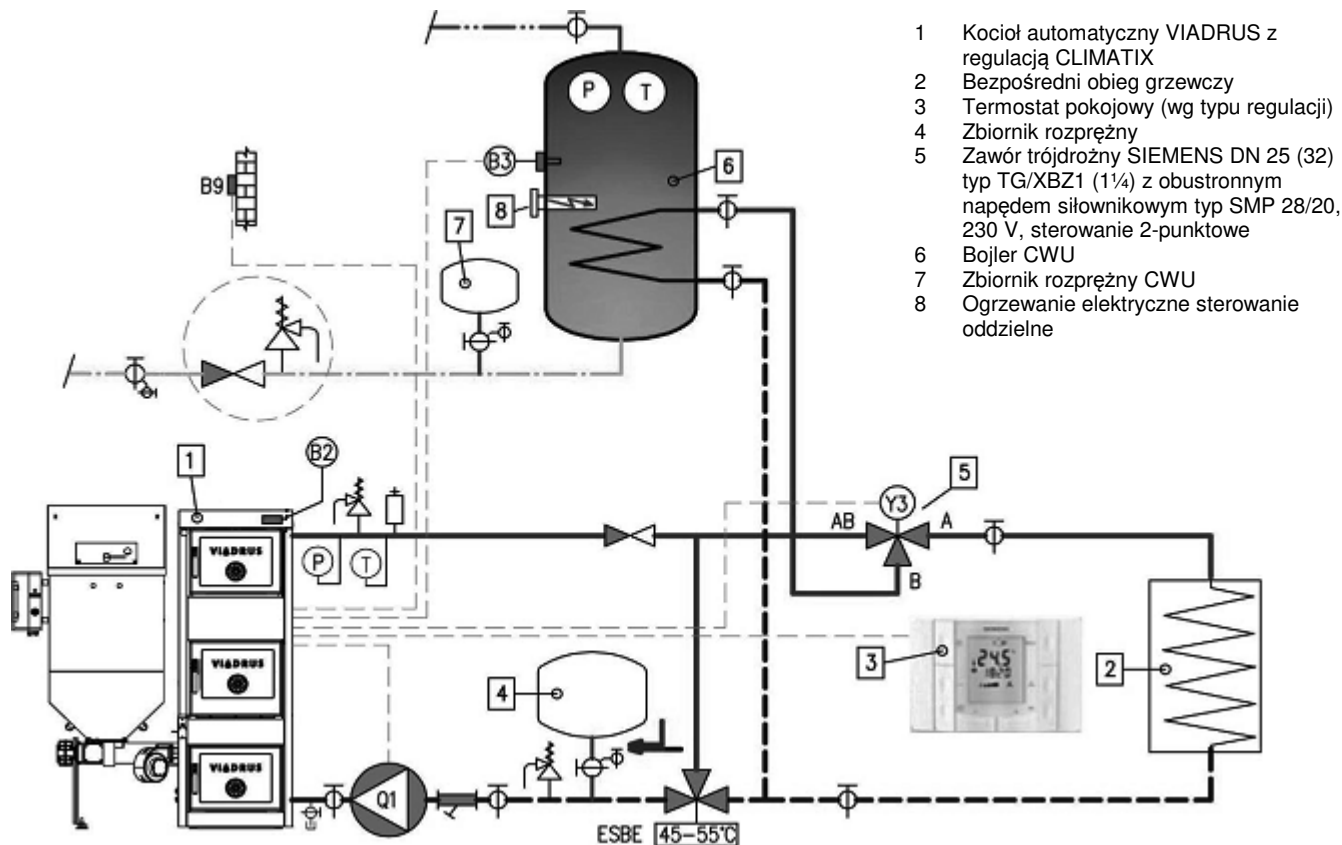 1 Kocioł automatyczny VIADRUS z
regulacją CLIMATIX
2 Bezpośredni obieg grzewczy
3 Termostat pokojowy (wg typu regulacji)
4 Zbiornik rozprężny
5 Zawór trójdrożny SIEMENS DN 25 (32)
typ TG/XBZ1 (1¼) z obustronnym
napędem siłownikowym typ SMP 28/20,
230 V, sterowanie 2-punktowe
6 Bojler CWU
7 Zbiornik rozprężny CWU
8 Ogrzewanie elektryczne sterowanie
oddzielne
P T
B3
6
B9
8
7
1
B2
5
Y3
AB A
B
P T
VIADRUS
VIADRUS
VIADRUS
4
3
SIEMENS
24.5
2
Q1
ESBE 45-55°C